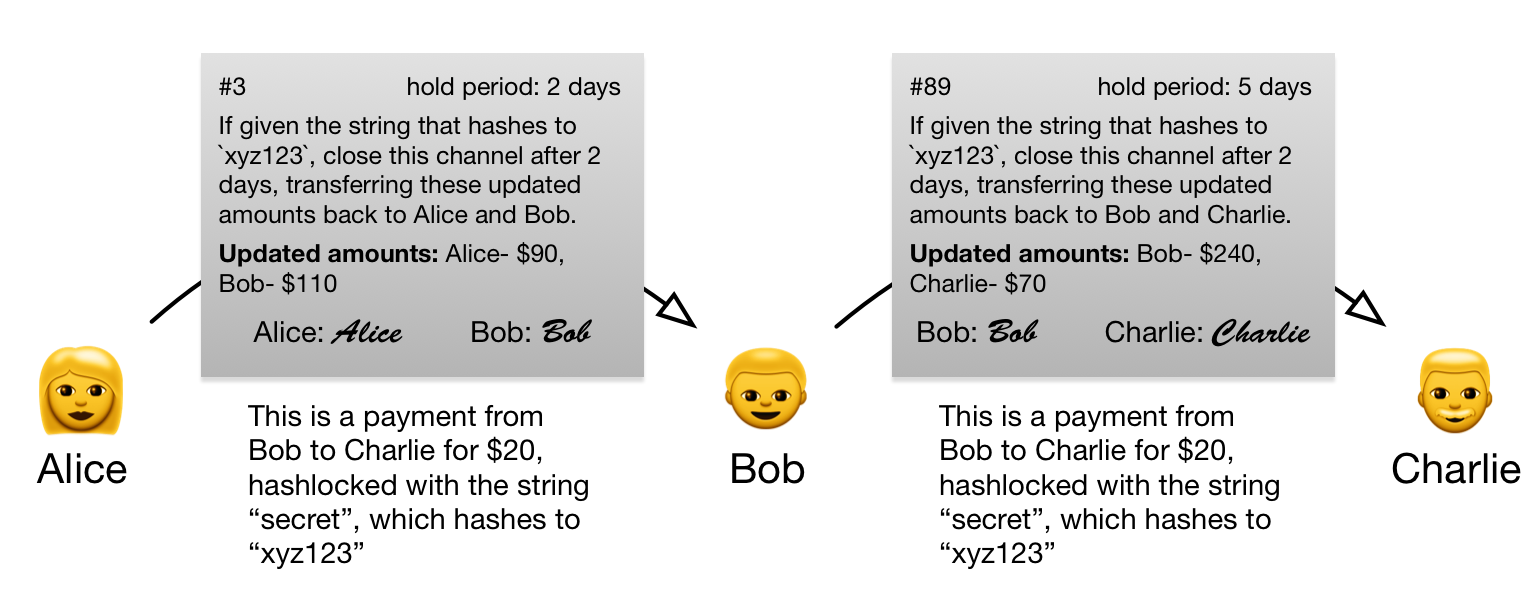 #3 hold period: 2 days
If given the string that hashes to
`xyz123`, close this channel after 2
days, transferring these updated
amounts back to Alice and Bob.
Updated amounts: Alice- $90,
Bob- $110
Alice: Alice Bob: Bob
#89 hold period: 5 days
If given the string that hashes to
`xyz123`, close this channel after 2
days, transferring these updated
amounts back to Bob and Charlie.
Updated amounts: Bob- $240,
Charlie- $70
Bob: Bob Charlie: Charlie
Alice
This is a payment from
Bob to Charlie for $20,
hashlocked with the string
“secret”, which hashes to
“xyz123”
Bob
This is a payment from
Bob to Charlie for $20,
hashlocked with the string
“secret”, which hashes to
“xyz123”
Charlie